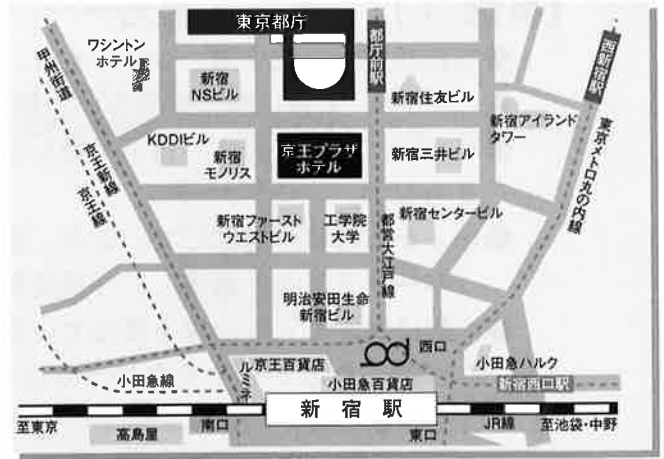 東京都庁
都庁前駅
西新宿駅
ワシントン
ホテル
甲州街道
新宿
NSビル
新宿住友ビル
新宿アイランド
タワー
KDDIビル
新宿
モノリス
京王プラザ
ホテル
新宿三井ビル
東京メトロ丸の内線
京王新線
京王線
新宿ファースト
ウエストビル
工学院
大学
都営大江戸線
新宿センタービル
明治安田生命
新宿ビル
西口
小田急線
ルミネ
京王百貨店
小田急百貨店
小田急ハルク
新宿西口駅
新宿駅
至東京
高島屋
南口
東口
JR線
至池袋・中野